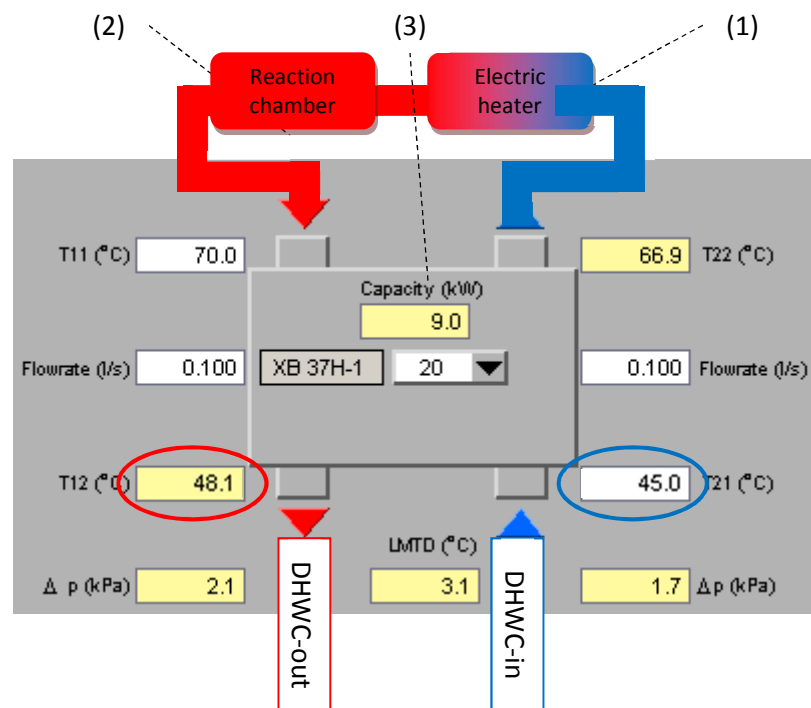 (2)
(3)
(1)
Reaction
chamber
Electric
heater
T11 (°C)
70.0
66.9
T22 (°C)
Capacity (kW)
9.0
Flowrate (l/s)
0.100
XB 37H-1
20
0.100
Flowrate (l/s)
T12 (°C)
48.1
45.0
T21 (°C)
LMTD (°C)
Δ p (kPa)
2.1
3.1
1.7
Δp (kPa)
DHWC-out
DHWC-in